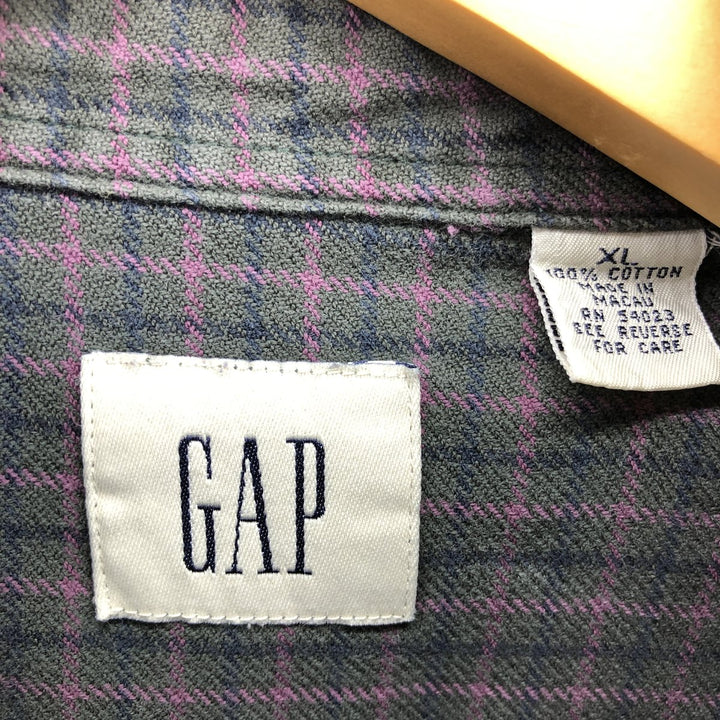 XL
100% COTTON
MADE IN
MACAU
RN 54023
SEE REVERSE
FOR CARE
GAP